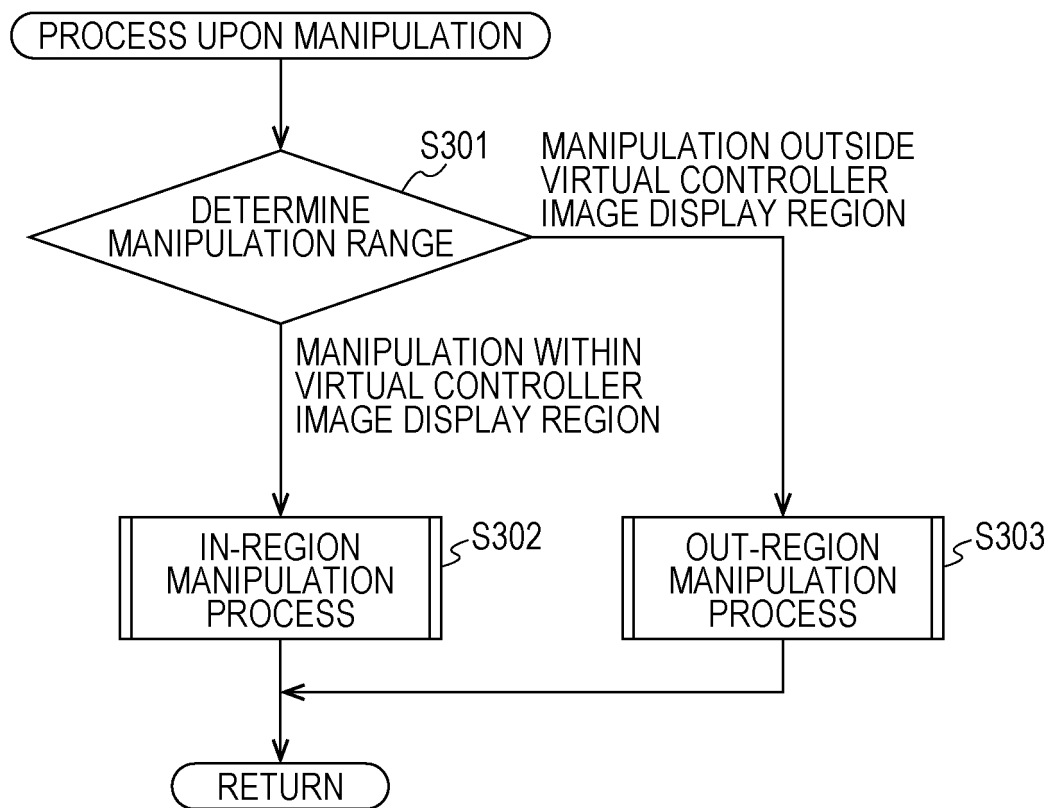 PROCESS UPON MANIPULATION
S301
DETERMINE
MANIPULATION RANGE
MANIPULATION OUTSIDE
VIRTUAL CONTROLLER
IMAGE DISPLAY REGION
MANIPULATION WITHIN
VIRTUAL CONTROLLER
IMAGE DISPLAY REGION
IN-REGION
MANIPULATION
PROCESS
S302
OUT-REGION
MANIPULATION
PROCESS
S303
RETURN